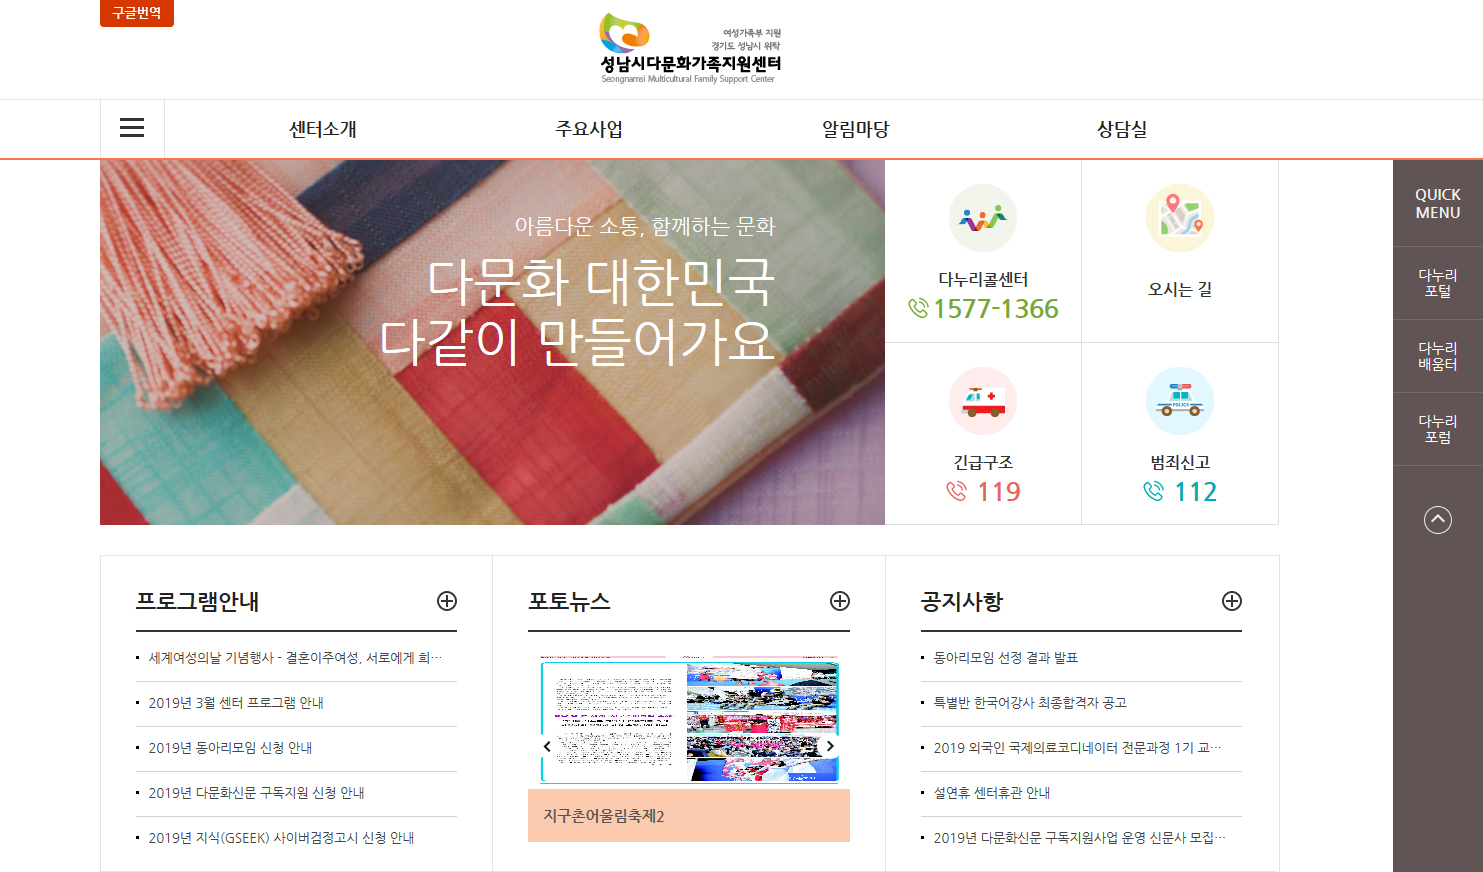 구글번역
여성가족부 지원
경기도 성남시 위탁
성남시다문화가족지원센터
Seongnamsi Multicultural Family Support Center
센터소개
주요사업
알림마당
상담실
아름다운 소통, 함께하는 문화
다문화 대한민국
다같이 만들어가요
다누리콜센터
1577-1366
오시는 길
긴급구조
119
POLICE
범죄신고
112
QUICK
MENU
다누리
포털
다누리
배움터
다누리
포럼
프로그램안내
세계여성의날 기념행사 - 결혼이주여성, 서로에게 희…
2019년 3월 센터 프로그램 안내
2019년 동아리모임 신청 안내
2019년 다문화신문 구독지원 신청 안내
2019년 지식(GSEEK) 사이버검정고시 신청 안내
포토뉴스
지구촌어울림축제2
공지사항
동아리모임 선정 결과 발표
특별반 한국어강사 최종합격자 공고
2019 외국인 국제의료코디네이터 전문과정 1기 교…
설연휴 센터휴관 안내
2019년 다문화신문 구독지원사업 운영 신문사 모집…